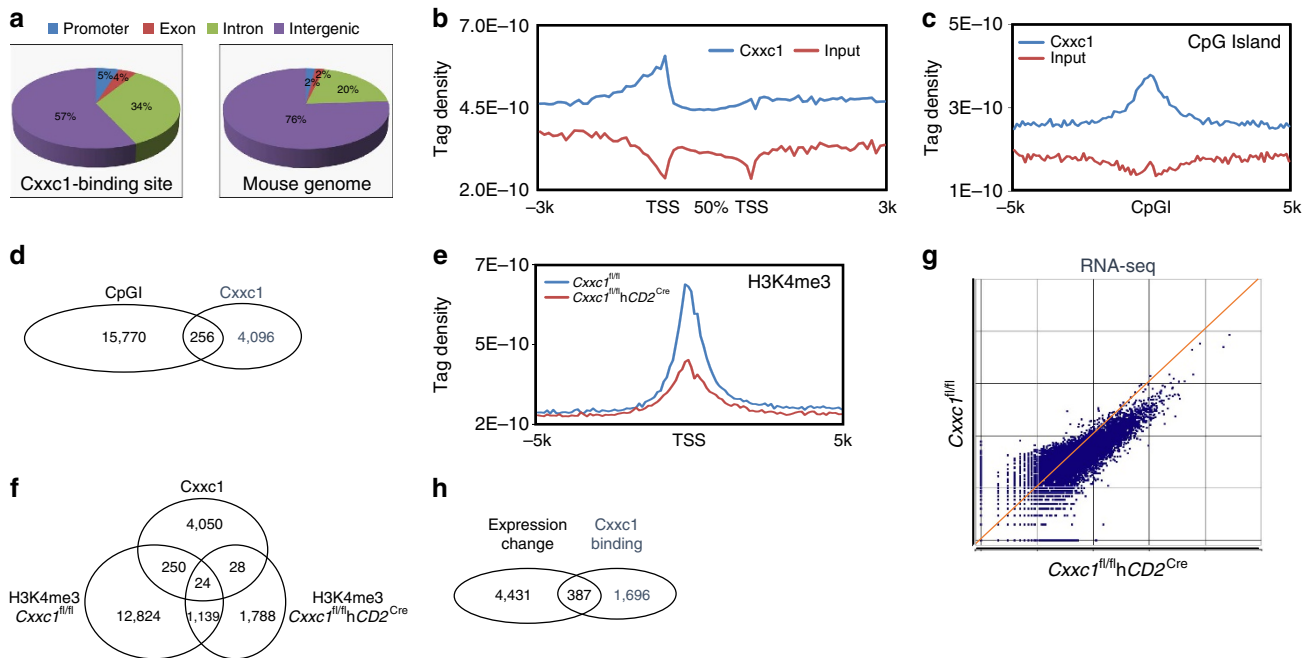 a
Promoter Exon Intron Intergenic
5% 4%
34%
57%
Cxxc1-binding site
2%
2%
20%
76%
Mouse genome
b
7.0E–10
4.5E–10
2.0E–10
Tag density
Cxxc1 Input
–3k TSS 50% TSS 3k
c
5E–10
3E–10
1E–10
Tag density
Cxxc1
Input
CpG Island
–5k CpGI 5k
d
CpGI Cxxc1
15,770 256 4,096
e
7E–10
5E–10
2E–10
Tag density
Cxxc1fl/fl
Cxxc1fl/flhCD2Cre
H3K4me3
–5k TSS 5k
f
Cxxc1
4,050
250 28
24
12,824 1,139 1,788
H3K4me3
Cxxc1fl/fl
H3K4me3
Cxxc1fl/flhCD2Cre
g
RNA-seq
Cxxc1fl/fl
Cxxc1fl/flhCD2Cre
h
Expression
change
Cxxc1
binding
4,431 387 1,696